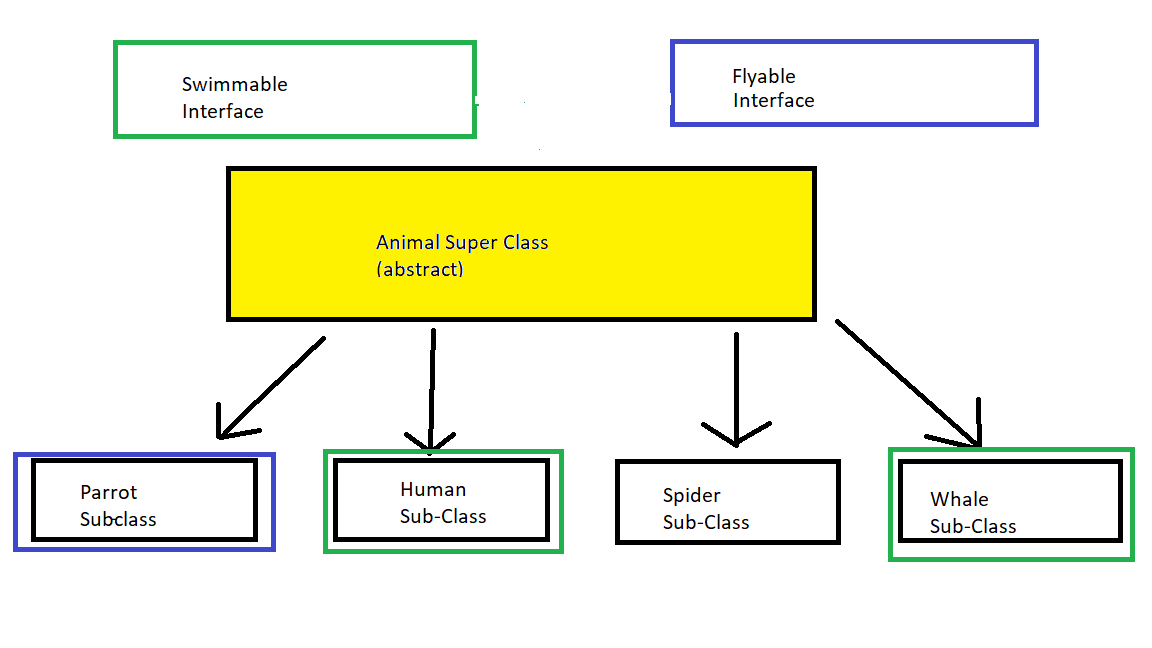 Swimmable
Interface
Flyable
Interface
Animal Super Class
(abstract)
Parrot
Subclass
Human
Sub-Class
Spider
Sub-Class
Whale
Sub-Class